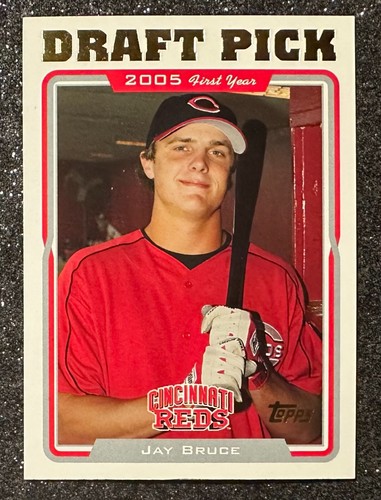 DRAFT PICK
2005 First Year
CINCINNATI
REDS
Topps
JAY BRUCE